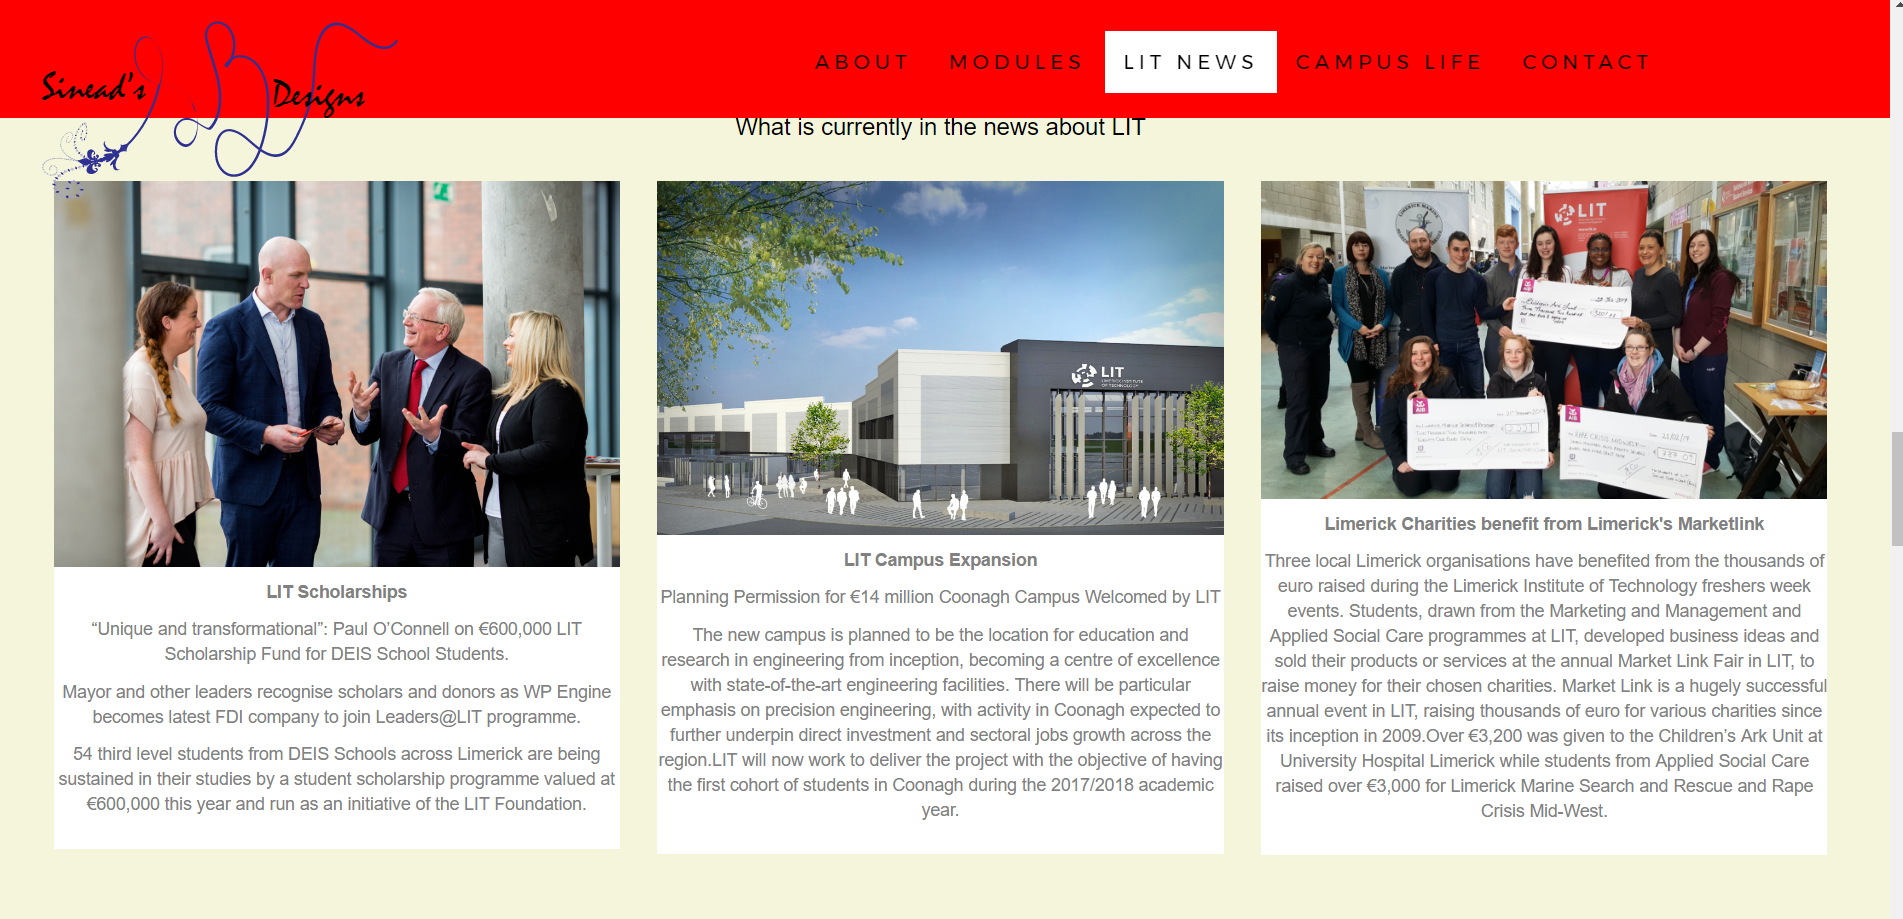 Sinead's
Designs
ABOUT
MODULES
LIT NEWS
CAMPUS LIFE
CONTACT
What is currently in the news about LIT
LIT
LIMERICK INSTITUTE
OF TECHNOLOGY
LIMERICK MARINE
LIT
AIB
AIB
AIB
LIT Scholarships
“Unique and transformational”: Paul O’Connell on €600,000 LIT
Scholarship Fund for DEIS School Students.
Mayor and other leaders recognise scholars and donors as WP Engine
becomes latest FDI company to join Leaders@LIT programme.
54 third level students from DEIS Schools across Limerick are being
sustained in their studies by a student scholarship programme valued at
€600,000 this year and run as an initiative of the LIT Foundation.
LIT Campus Expansion
Planning Permission for €14 million Coonagh Campus Welcomed by LIT
The new campus is planned to be the location for education and
research in engineering from inception, becoming a centre of excellence
with state-of-the-art engineering facilities. There will be particular
emphasis on precision engineering, with activity in Coonagh expected to
further underpin direct investment and sectoral jobs growth across the
region.LIT will now work to deliver the project with the objective of having
the first cohort of students in Coonagh during the 2017/2018 academic
year.
Limerick Charities benefit from Limerick's Marketlink
Three local Limerick organisations have benefited from the thousands of
euro raised during the Limerick Institute of Technology freshers week
events. Students, drawn from the Marketing and Management and
Applied Social Care programmes at LIT, developed business ideas and
sold their products or services at the annual Market Link Fair in LIT, to
raise money for their chosen charities. Market Link is a hugely successful
annual event in LIT, raising thousands of euro for various charities since
its inception in 2009.Over €3,200 was given to the Children’s Ark Unit at
University Hospital Limerick while students from Applied Social Care
raised over €3,000 for Limerick Marine Search and Rescue and Rape
Crisis Mid-West.